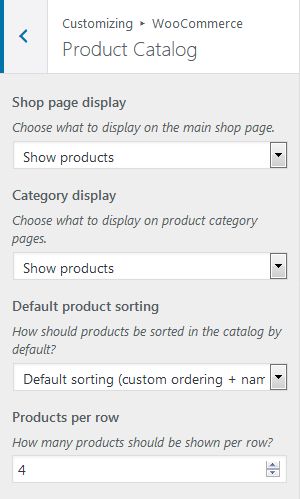 Customizing ▸ WooCommerce
Product Catalog
Shop page display
Choose what to display on the main shop page.
Show products
Category display
Choose what to display on product category
pages.
Show products
Default product sorting
How should products be sorted in the catalog by
default?
Default sorting (custom ordering + nam
Products per row
How many products should be shown per row?
4